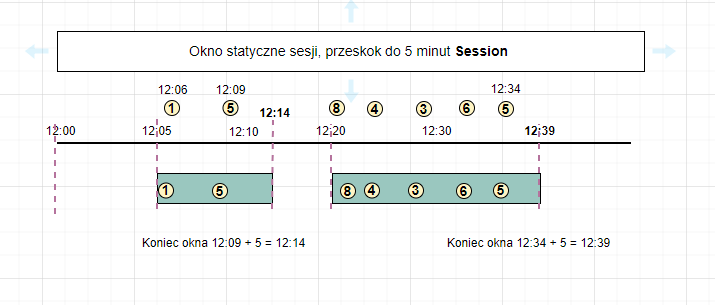 Okno statyczne sesji, przeskok do 5 minut Session
12:06 12:09 12:34
1 5 12:14 8 4 3 6 5
12:00 12:05 12:10 12:20 12:30 12:39
1 5 8 4 3 6 5
Koniec okna 12:09 + 5 = 12:14 Koniec okna 12:34 + 5 = 12:39